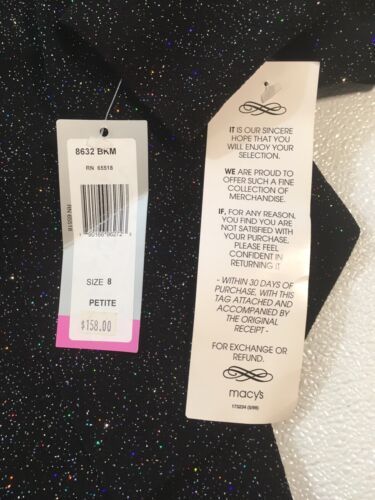 8632 BKM
RN 65518
RN 65518
SIZE 8
PETITE
$158.00
IT IS OUR SINCERE
HOPE THAT YOU
WILL ENJOY YOUR
SELECTION.
WE ARE PROUD TO
OFFER SUCH A FINE
COLLECTION OF
MERCHANDISE.
IF, FOR ANY REASON,
YOU FIND YOU ARE
NOT SATISFIED WITH
YOUR PURCHASE,
PLEASE FEEL
CONFIDENT IN
RETURNING IT
- WITHIN 30 DAYS OF
PURCHASE, WITH THIS
TAG ATTACHED AND
ACCOMPANIED BY
THE ORIGINAL
RECEIPT -
FOR EXCHANGE OR
REFUND.
macy's